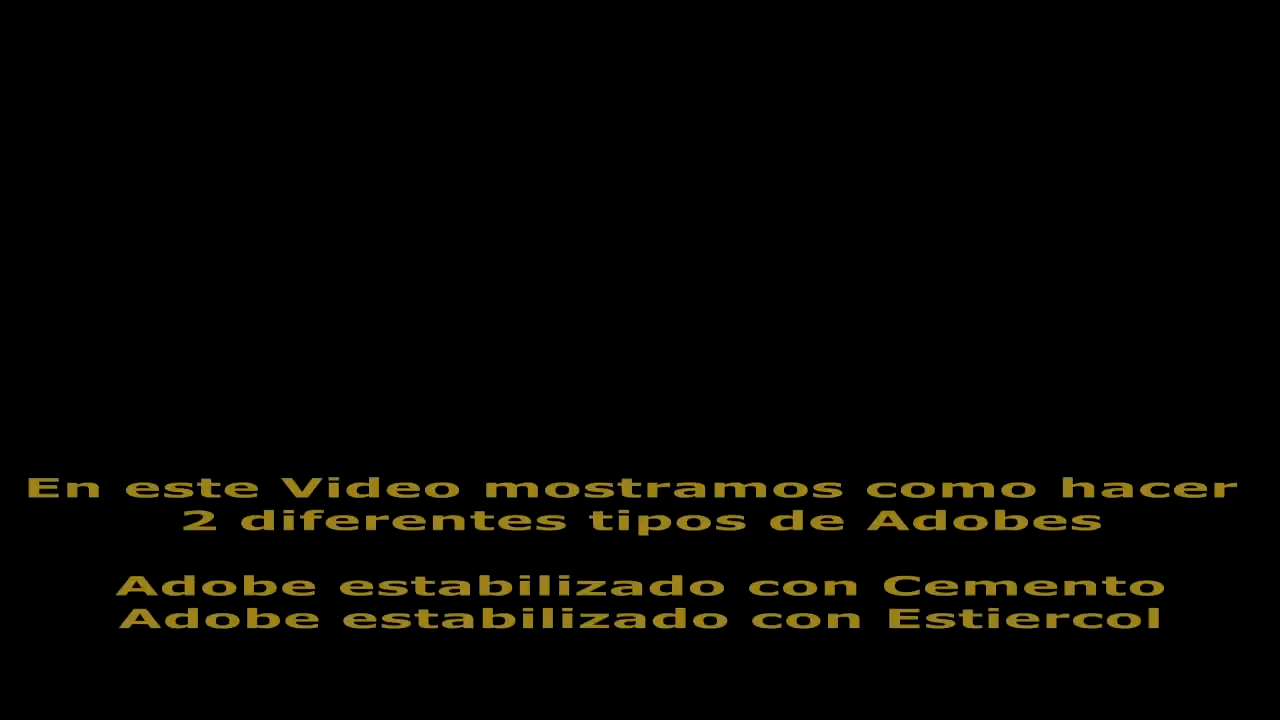 En este Video mostramos como hacer
2 diferentes tipos de Adobes
Adobe estabilizado con Cemento
Adobe estabilizado con Estiercol